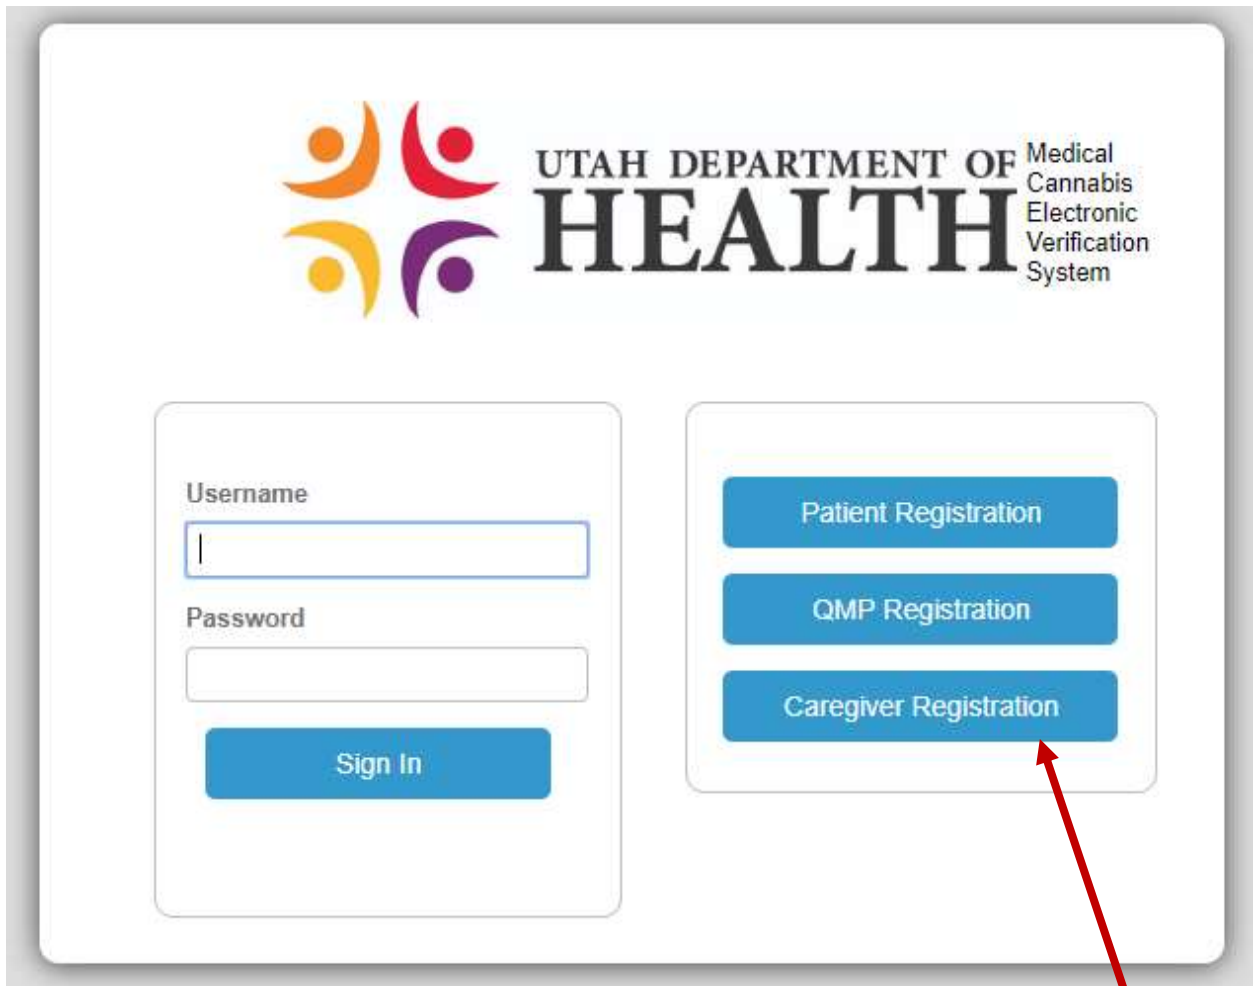 UTAH DEPARTMENT OF
HEALTH
Medical
Cannabis
Electronic
Verification
System
Username
Password
Sign In
Patient Registration
QMP Registration
Caregiver Registration